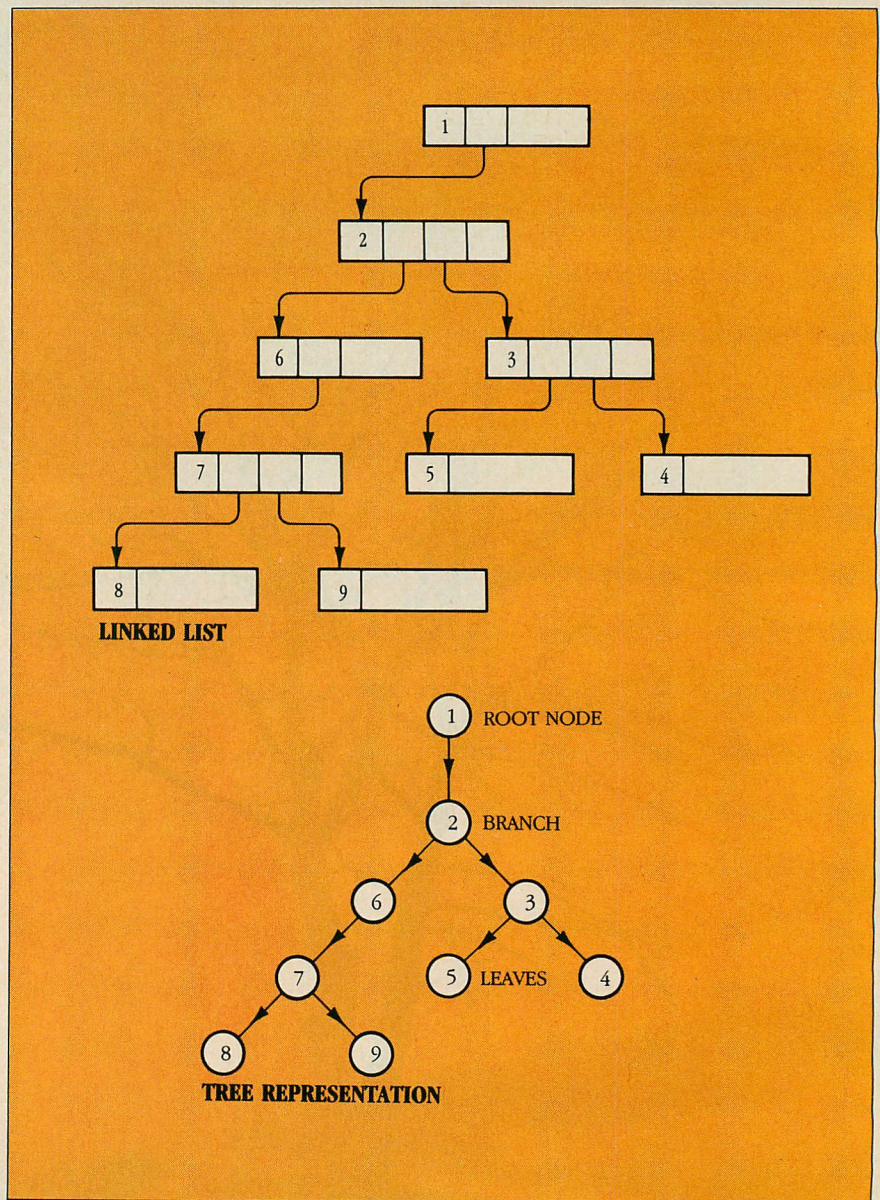 1
2
6 3
7 5 4
8 9
LINKED LIST
1 ROOT NODE
2 BRANCH
6 3
7 5 LEAVES 4
8 9
TREE REPRESENTATION